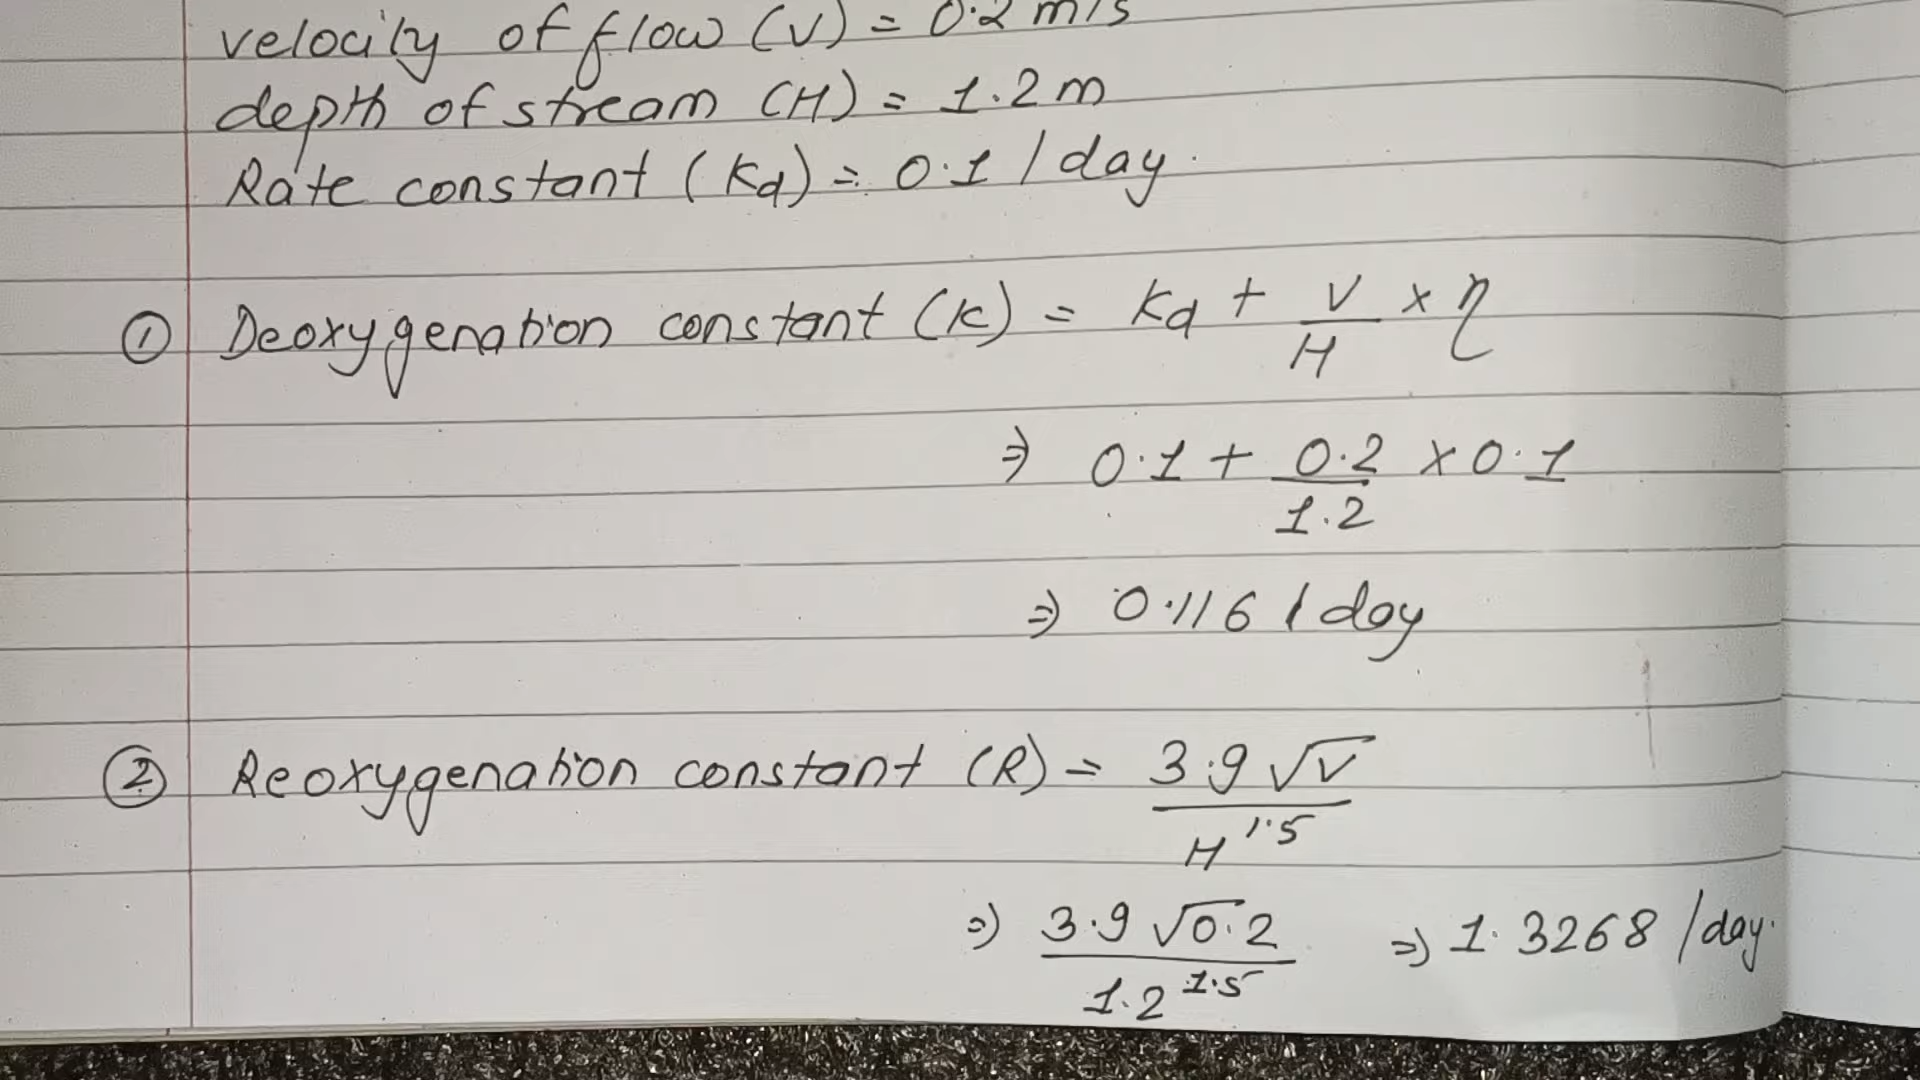 velocity of flow (V) = 0.2 m/s
depth of stream (H) = 1.2 m
Rate constant (Kd) = 0.1 / day.
① Deoxygenation constant (K) = Kd + V/H × η
⇒ 0.1 + 0.2/1.2 × 0.1
⇒ 0.116 / day
② Reoxygenation constant (R) = 3.9 √V / H^1.5
⇒ 3.9 √0.2 / 1.2^1.5 ⇒ 1.3268 / day.